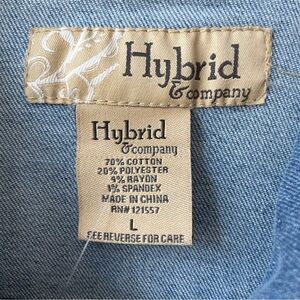 Hybrid
& company
Hybrid
& company
70% COTTON
20% POLYESTER
9% RAYON
1% SPANDEX
MADE IN CHINA
RN# 121557
L
SEE REVERSE FOR CARE